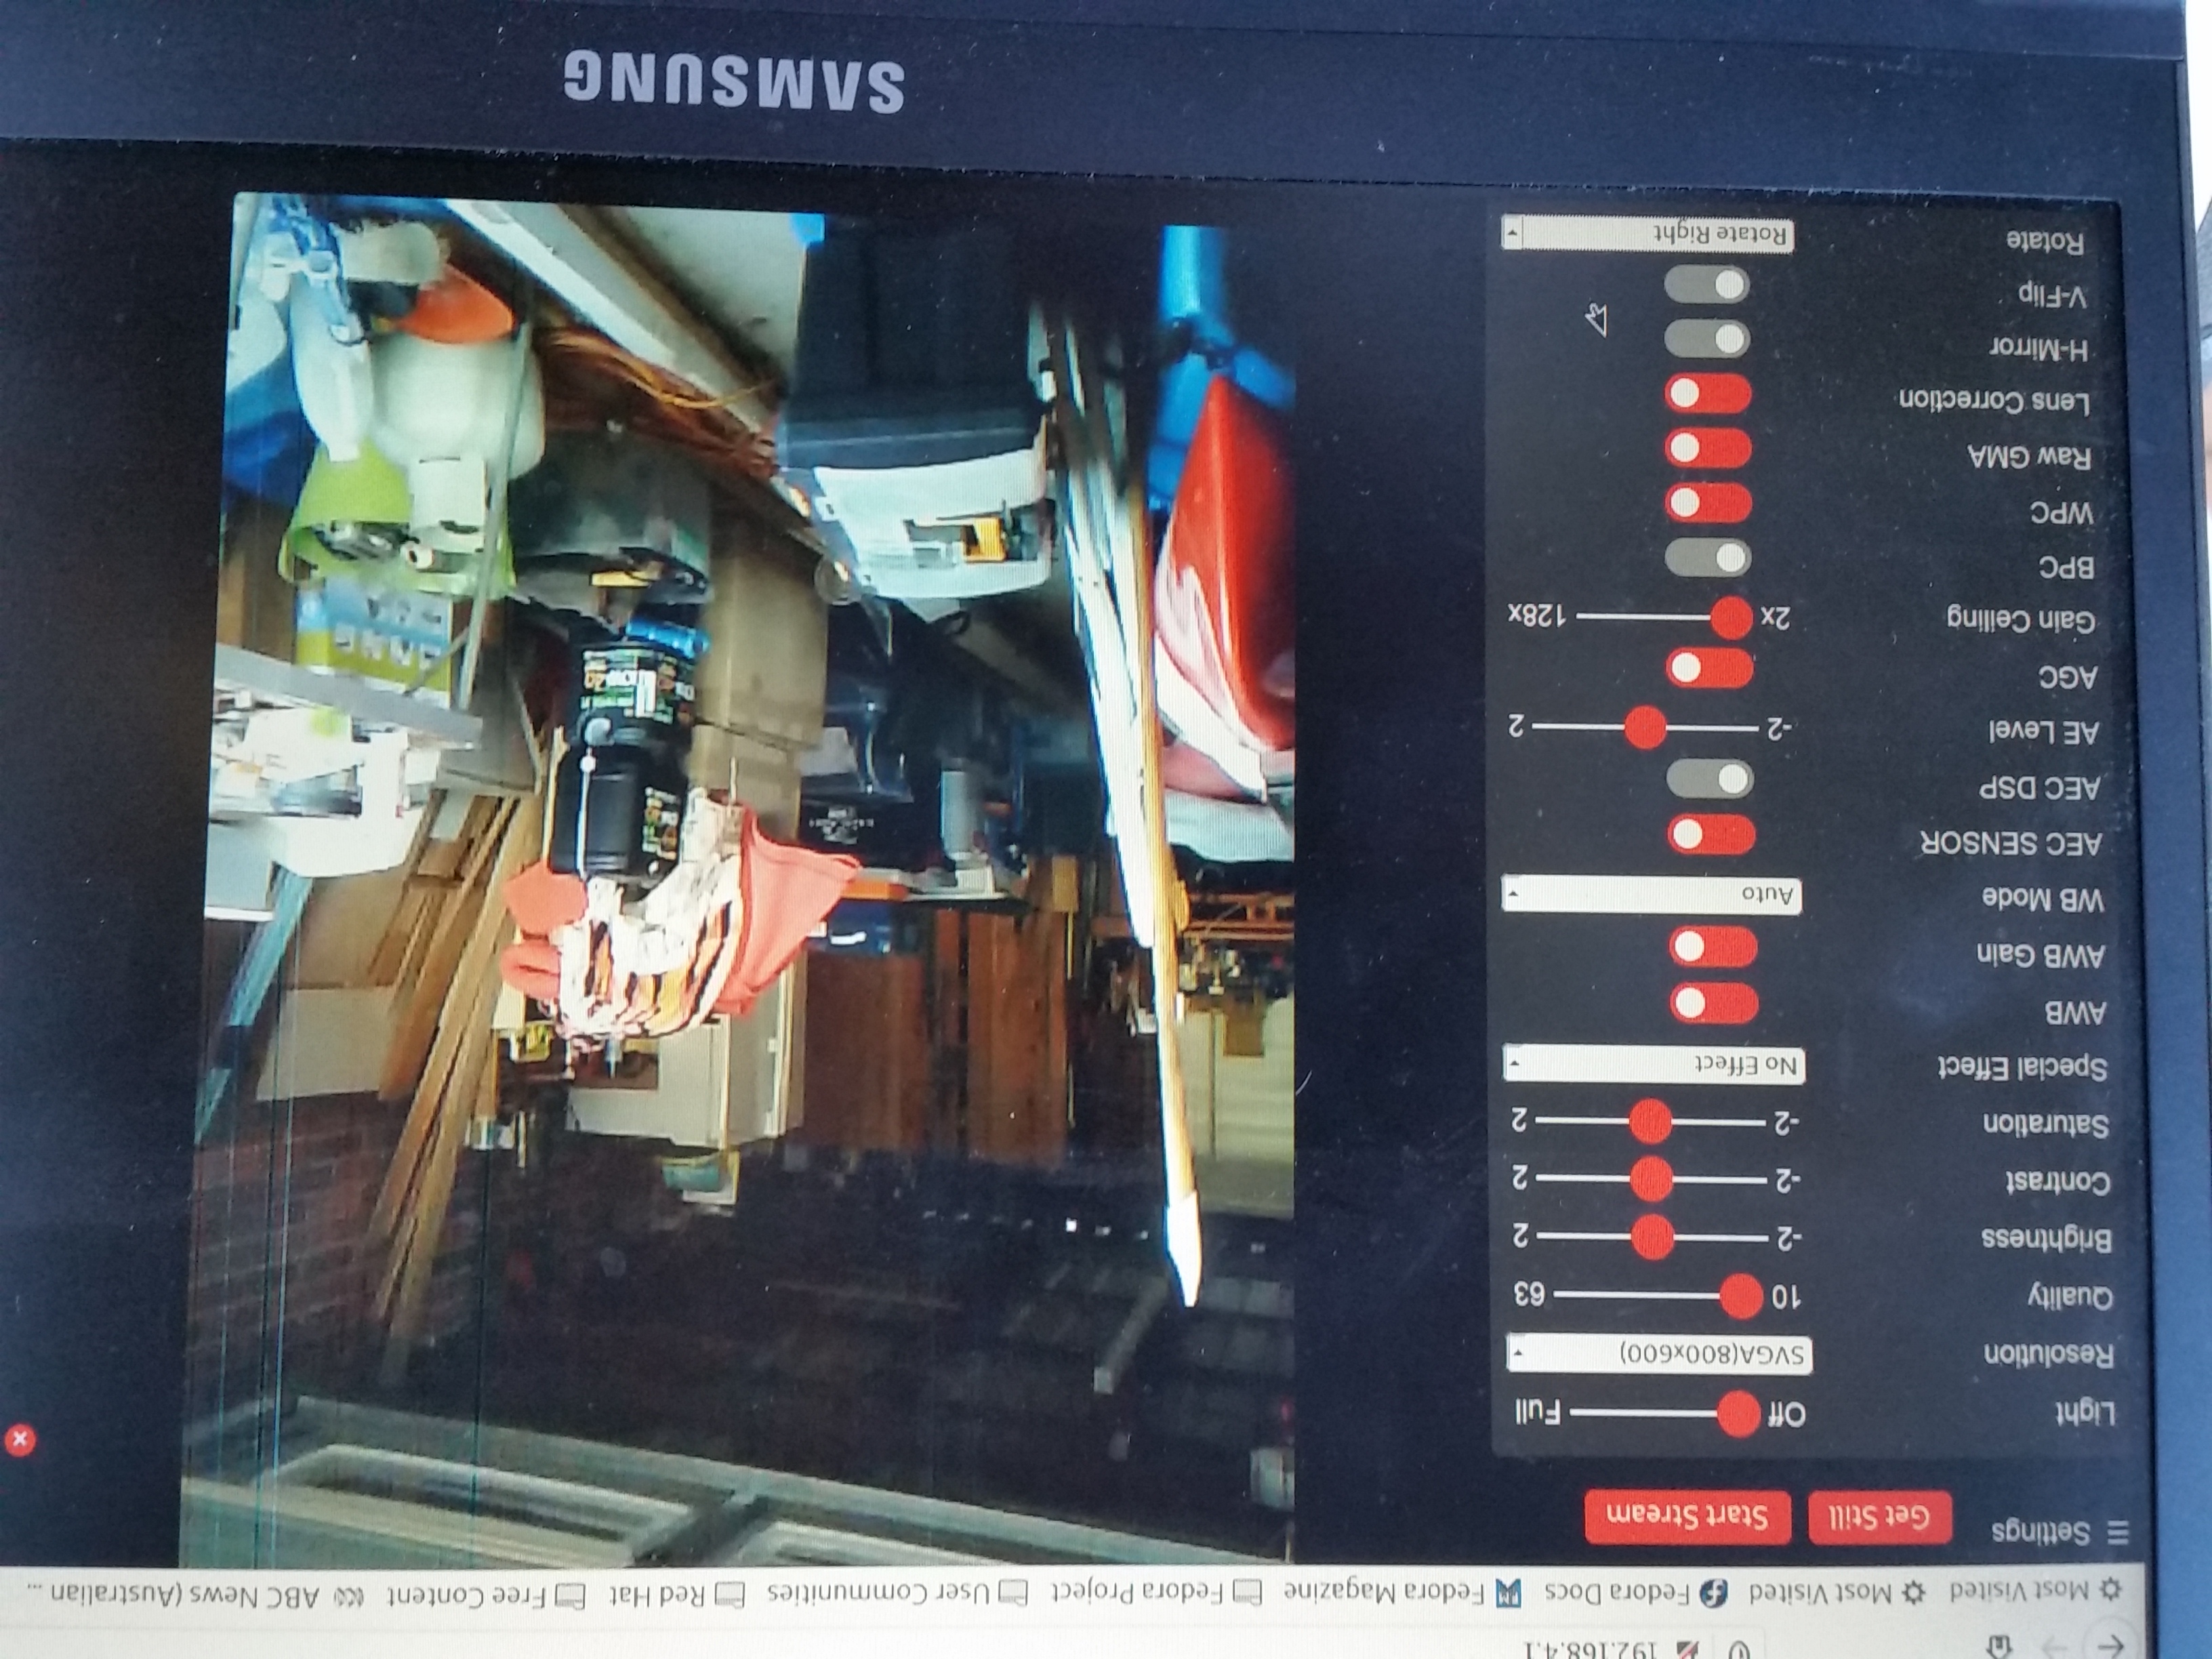 192.168.4.1
Most Visited Most Visited Fedora Docs Fedora Magazine Fedora Project User Communities Red Hat Free Content ABC News (Australian ...
☰ Settings Get Still Start Stream
Light Off Full
Resolution SVGA(800x600)
Quality 10 63
Brightness -2 2
Contrast -2 2
Saturation -2 2
Special Effect No Effect
AWB
AWB Gain
WB Mode Auto
AEC SENSOR
AEC DSP
AE Level -2 2
AGC
Gain Ceiling 2x 128x
BPC
WPC
Raw GMA
Lens Correction
H-Mirror
V-Flip
Rotate Rotate Right
SAMSUNG